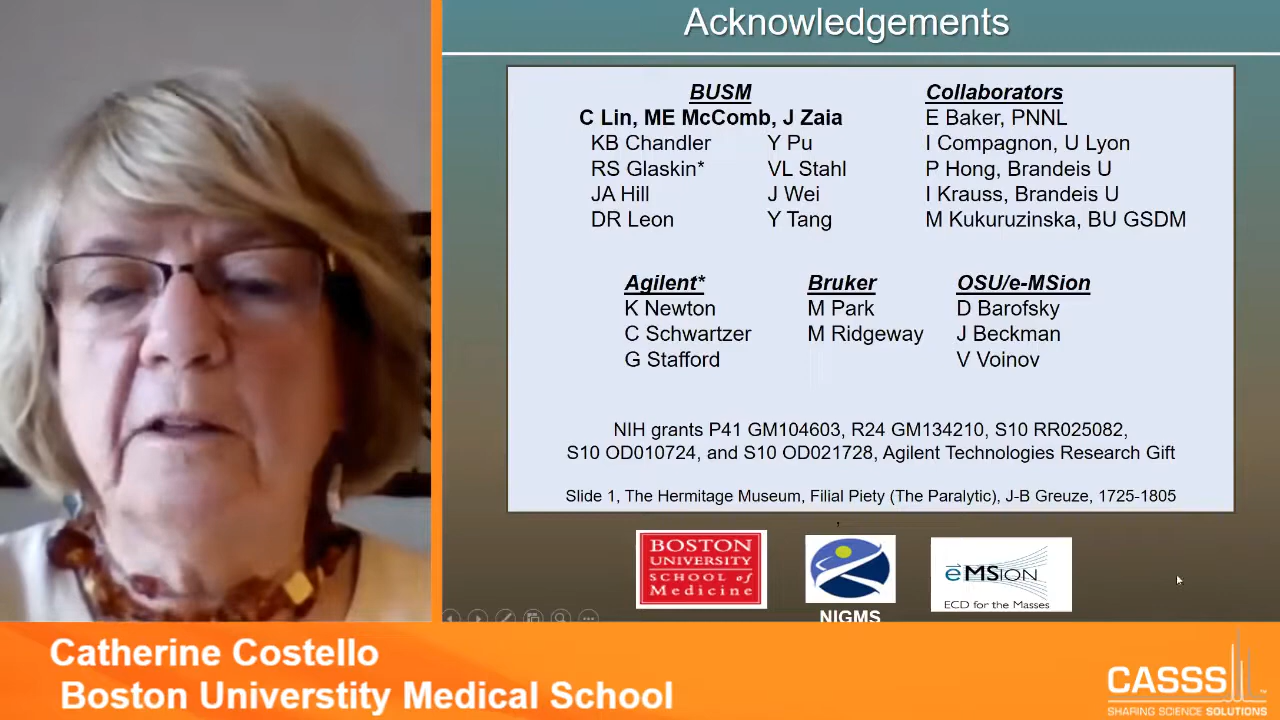 Acknowledgements
BUSM
C Lin, ME McComb, J Zaia
KB Chandler Y Pu
RS Glaskin* VL Stahl
JA Hill J Wei
DR Leon Y Tang
Collaborators
E Baker, PNNL
I Compagnon, U Lyon
P Hong, Brandeis U
I Krauss, Brandeis U
M Kukuruzinska, BU GSDM
Agilent*
K Newton
C Schwartzer
G Stafford
Bruker
M Park
M Ridgeway
OSU/e-MSion
D Barofsky
J Beckman
V Voinov
NIH grants P41 GM104603, R24 GM134210, S10 RR025082,
S10 OD010724, and S10 OD021728, Agilent Technologies Research Gift
Slide 1, The Hermitage Museum, Filial Piety (The Paralytic), J-B Greuze, 1725-1805
,
BOSTON
UNIVERSITY
SCHOOL of
Medicine
NIGMS
ēMSION
ECD for the Masses
Catherine Costello
Boston Universtity Medical School
CASSS
SHARING SCIENCE SOLUTIONS